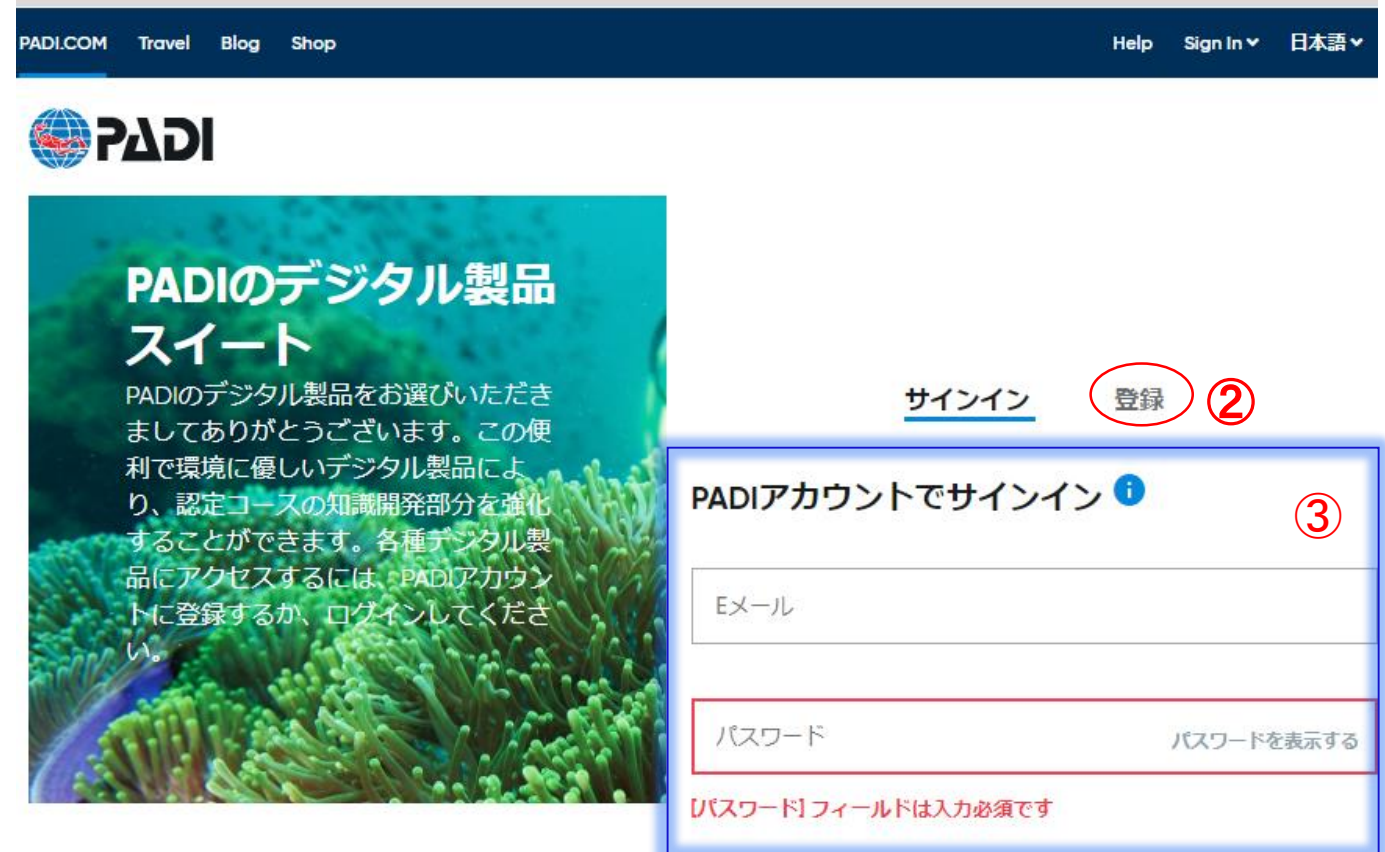 PADI.COM Travel Blog Shop Help Sign In 日本語
PADI
PADIのデジタル製品
スイート
PADIのデジタル製品をお選びいただき
ましてありがとうございます。この便
利で環境に優しいデジタル製品によ
り、認定コースの知識開発部分を強化
することができます。各種デジタル製
品にアクセスするには、PADIアカウン
トに登録するか、ログインしてくださ
い。
サインイン 登録 ②
PADIアカウントでサインイン
③
Eメール
パスワード パスワードを表示する
[パスワード] フィールドは入力必須です